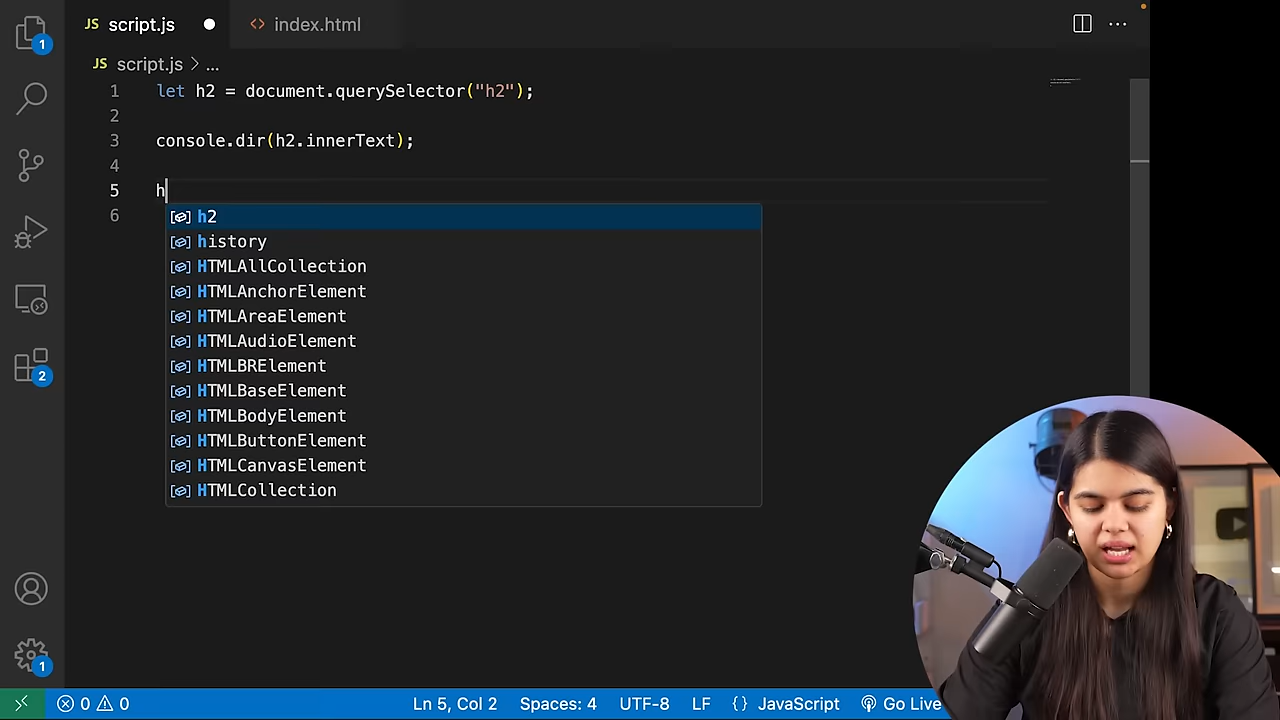 JS script.js
<> index.html
...
JS script.js > ...
1 let h2 = document.querySelector("h2");
2
3 console.dir(h2.innerText);
4
5 h
6
h2
history
HTMLAllCollection
HTMLAnchorElement
HTMLAreaElement
HTMLAudioElement
HTMLBRElement
HTMLBaseElement
HTMLBodyElement
HTMLButtonElement
HTMLCanvasElement
HTMLCollection
1
2
1
0 0 Ln 5, Col 2 Spaces: 4 UTF-8 LF {} JavaScript Go Live